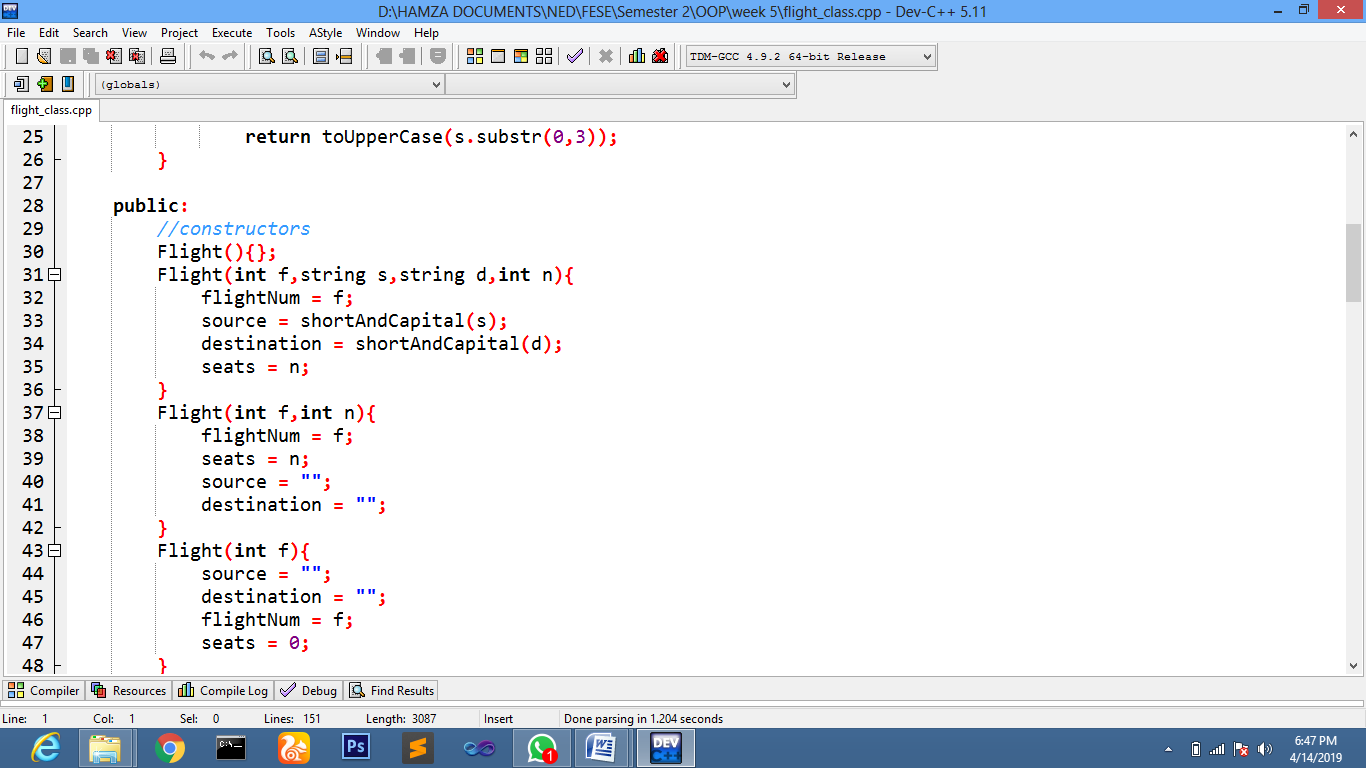 D:\HAMZA DOCUMENTS\NED\FESE\Semester 2\OOP\week 5\flight_class.cpp - Dev-C++ 5.11
File Edit Search View Project Execute Tools AStyle Window Help
TDM-GCC 4.9.2 64-bit Release
(globals)
flight_class.cpp
25 return toUpperCase(s.substr(0,3));
26 }
27
28 public:
29 //constructors
30 Flight(){};
31 Flight(int f,string s,string d,int n){
32 flightNum = f;
33 source = shortAndCapital(s);
34 destination = shortAndCapital(d);
35 seats = n;
36 }
37 Flight(int f,int n){
38 flightNum = f;
39 seats = n;
40 source = "";
41 destination = "";
42 }
43 Flight(int f){
44 source = "";
45 destination = "";
46 flightNum = f;
47 seats = 0;
48 }
Compiler Resources Compile Log Debug Find Results
Line: 1 Col: 1 Sel: 0 Lines: 151 Length: 3087 Insert Done parsing in 1.204 seconds
C:\_ Ps S 1 W DEV C++
6:47 PM
4/14/2019